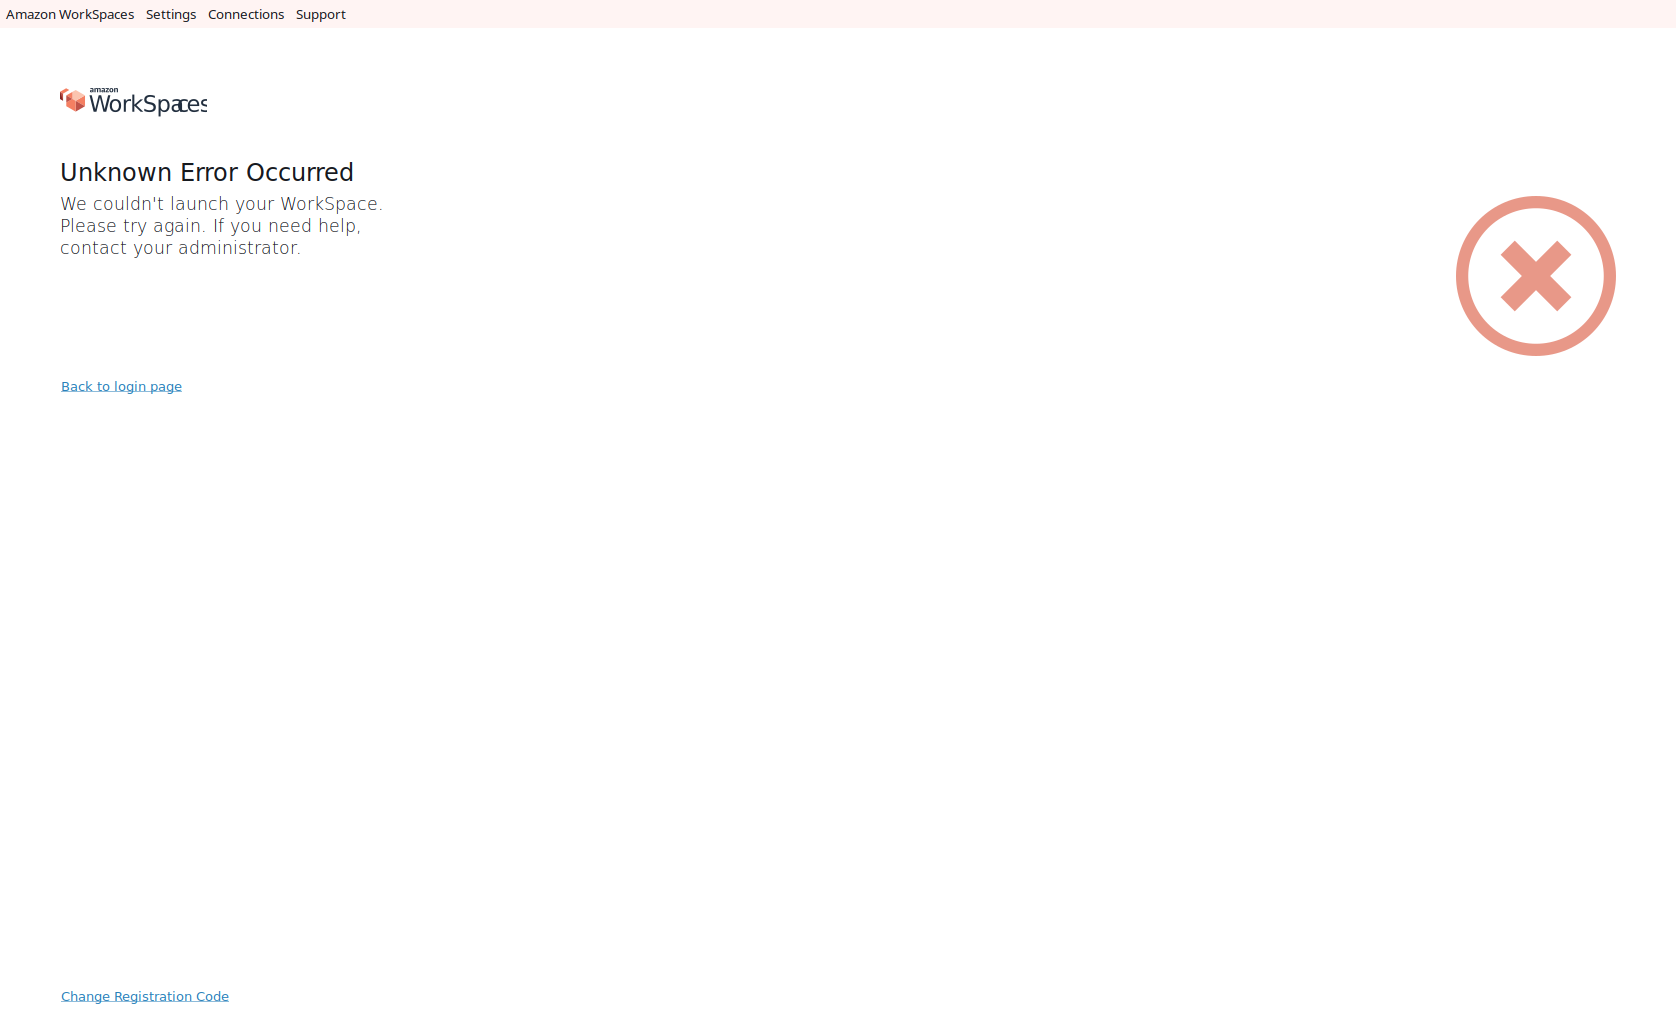 Amazon WorkSpaces Settings Connections Support
amazon
WorkSpaces
Unknown Error Occurred
We couldn't launch your WorkSpace.
Please try again. If you need help,
contact your administrator.
Back to login page
Change Registration Code